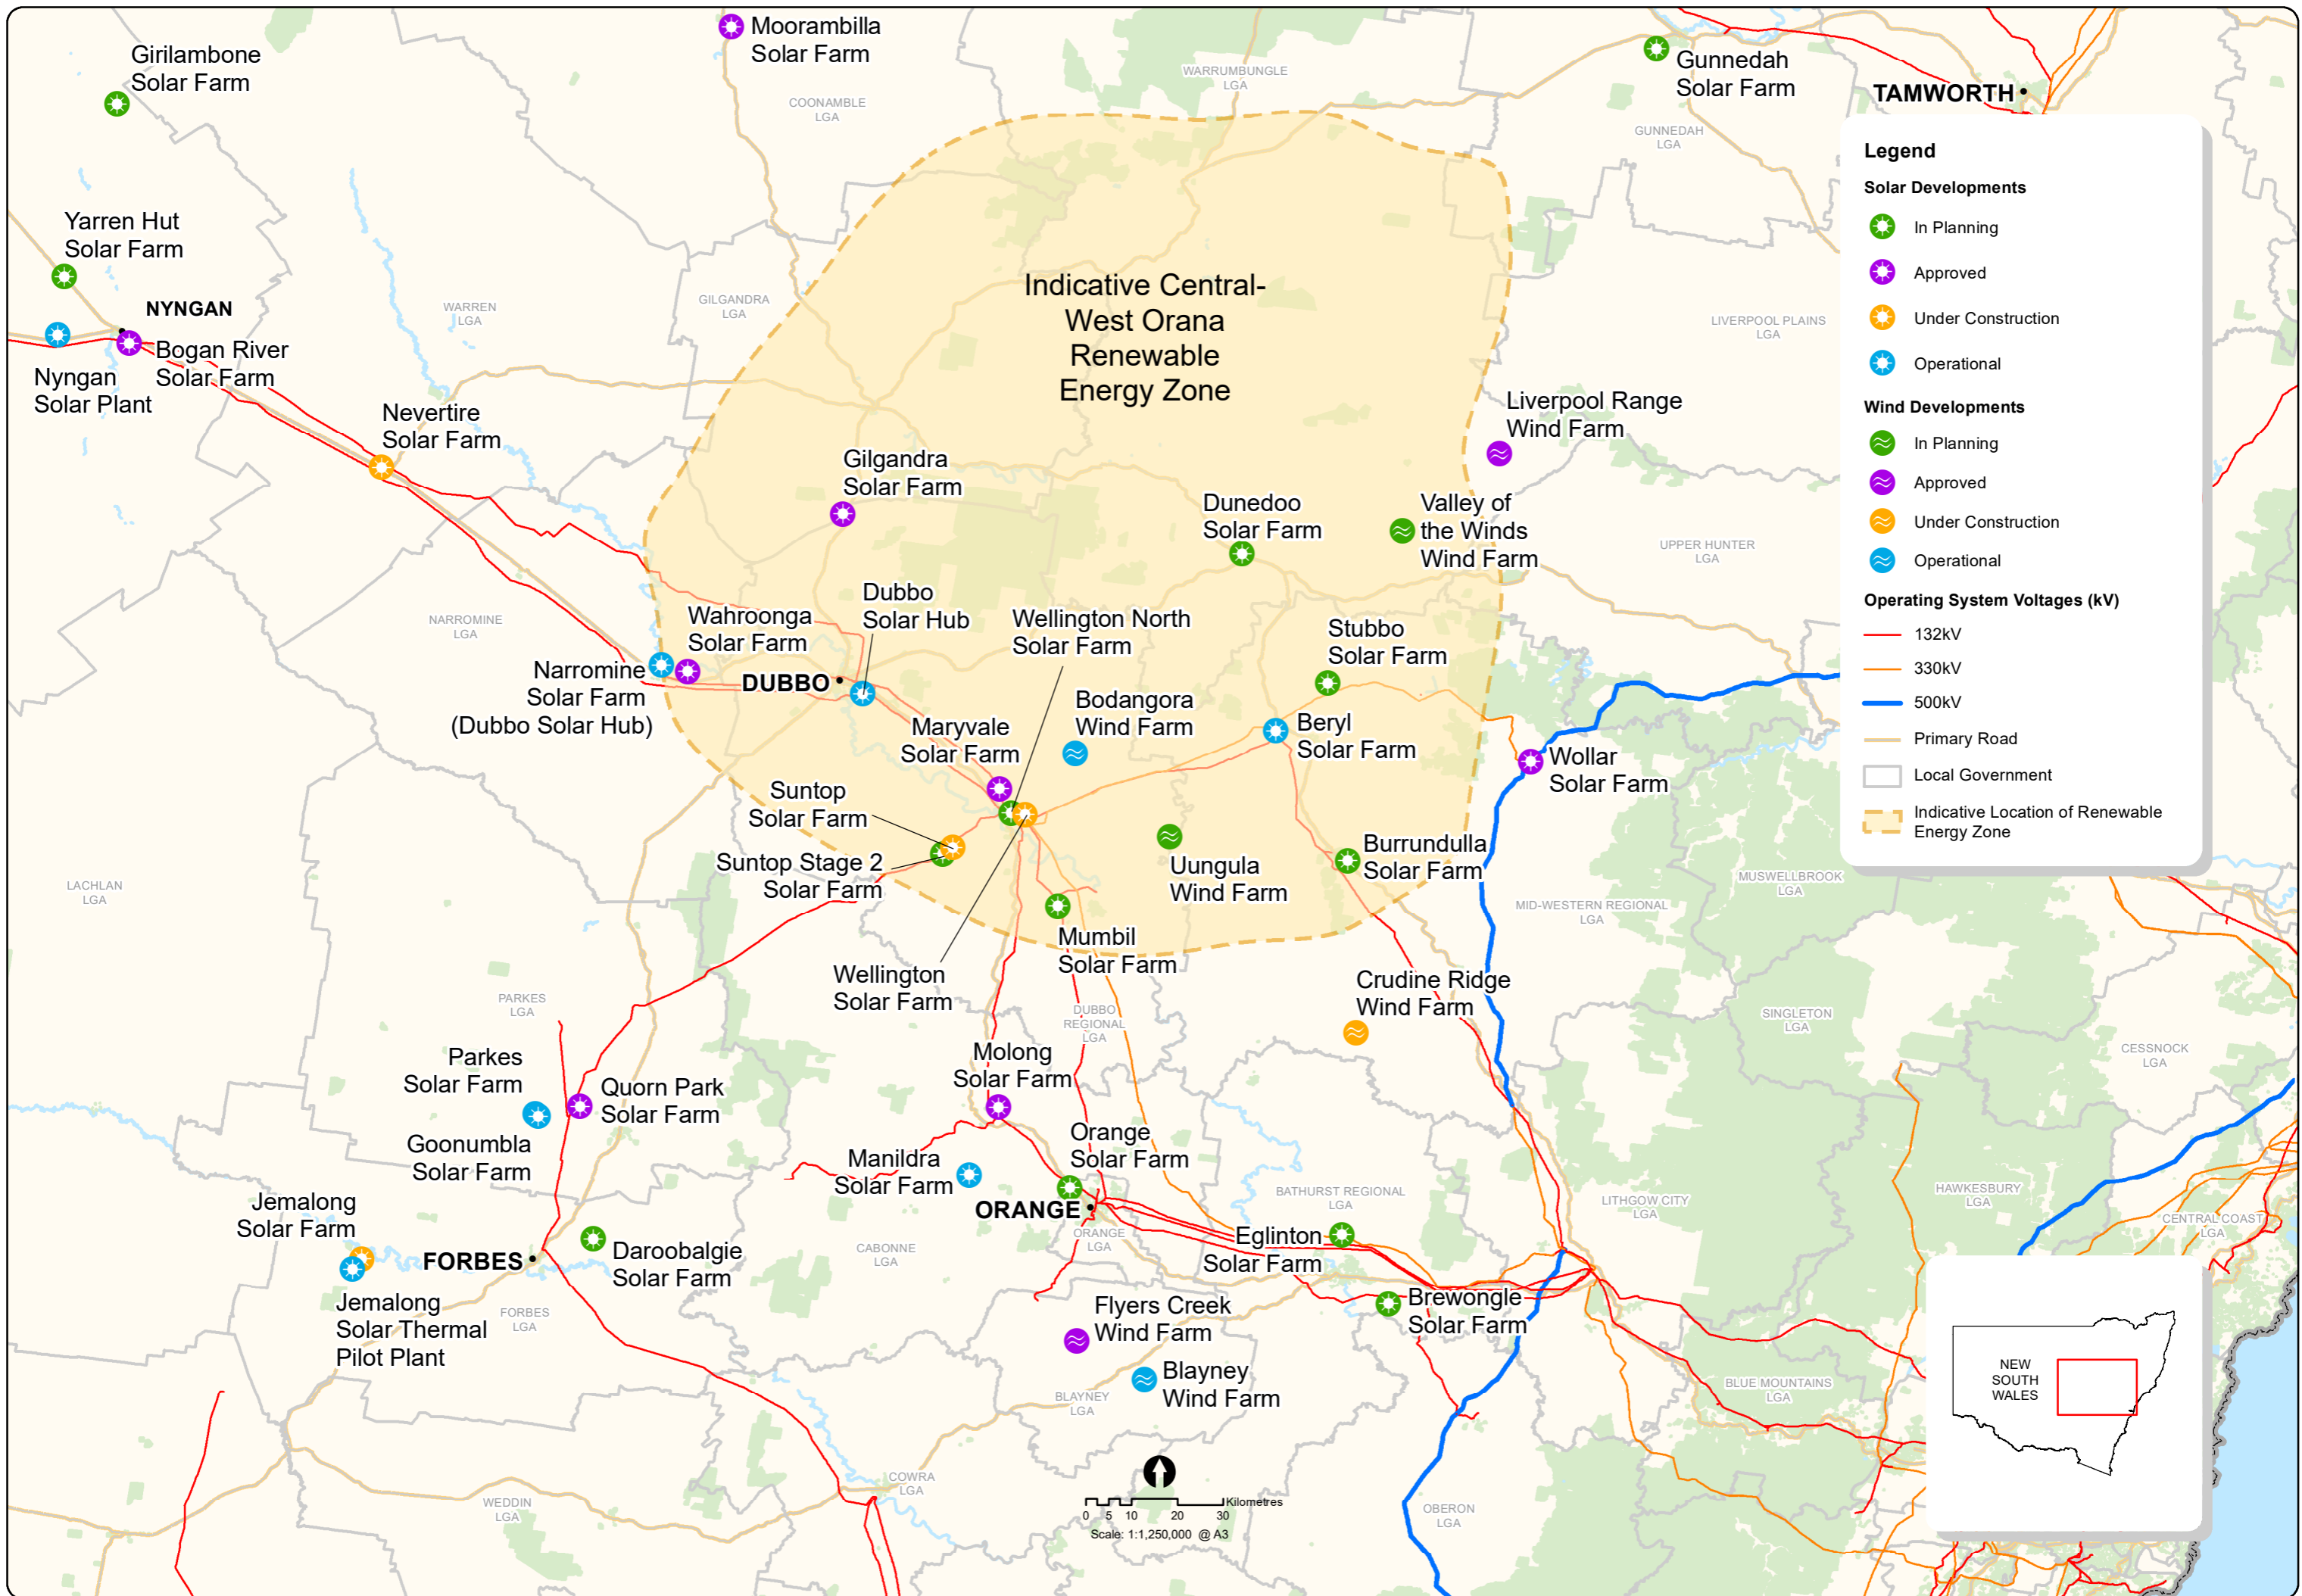 Moorambilla
Solar Farm
Girilambone
Solar Farm
Gunnedah
Solar Farm
WARRUMBUNGLE
LGA
COONAMBLE
LGA
TAMWORTH
GUNNEDAH
LGA
Yarren Hut
Solar Farm
NYNGAN
Bogan River
Solar Farm
Nyngan
Solar Plant
WARREN
LGA
GILGANDRA
LGA
Indicative Central-
West Orana
Renewable
Energy Zone
LIVERPOOL PLAINS
LGA
Nevertire
Solar Farm
Liverpool Range
Wind Farm
Gilgandra
Solar Farm
Dunedoo
Solar Farm
Valley of
the Winds
Wind Farm
UPPER HUNTER
LGA
NARROMINE
LGA
Wahroonga
Solar Farm
Dubbo
Solar Hub
Wellington North
Solar Farm
Stubbo
Solar Farm
Narromine
Solar Farm
(Dubbo Solar Hub)
DUBBO
Maryvale
Solar Farm
Bodangora
Wind Farm
Beryl
Solar Farm
Wollar
Solar Farm
Suntop
Solar Farm
Suntop Stage 2
Solar Farm
Uungula
Wind Farm
Burrundulla
Solar Farm
LACHLAN
LGA
MUSWELLBROOK
LGA
MID-WESTERN REGIONAL
LGA
Mumbil
Solar Farm
Wellington
Solar Farm
Crudine Ridge
Wind Farm
PARKES
LGA
DUBBO
REGIONAL
LGA
SINGLETON
LGA
CESSNOCK
LGA
Parkes
Solar Farm
Quorn Park
Solar Farm
Molong
Solar Farm
Goonumbla
Solar Farm
Orange
Solar Farm
Manildra
Solar Farm
ORANGE
ORANGE
LGA
BATHURST REGIONAL
LGA
LITHGOW CITY
LGA
HAWKESBURY
LGA
CENTRAL COAST
LGA
Jemalong
Solar Farm
FORBES
Daroobalgie
Solar Farm
CABONNE
LGA
Eglinton
Solar Farm
Jemalong
Solar Thermal
Pilot Plant
FORBES
LGA
Flyers Creek
Wind Farm
Brewongle
Solar Farm
Blayney
Wind Farm
BLAYNEY
LGA
BLUE MOUNTAINS
LGA
COWRA
LGA
WEDDIN
LGA
OBERON
LGA
Kilometres
0 5 10 20 30
Scale: 1:1,250,000 @ A3
Legend
Solar Developments
In Planning
Approved
Under Construction
Operational
Wind Developments
In Planning
Approved
Under Construction
Operational
Operating System Voltages (kV)
132kV
330kV
500kV
Primary Road
Local Government
Indicative Location of Renewable
Energy Zone
NEW
SOUTH
WALES